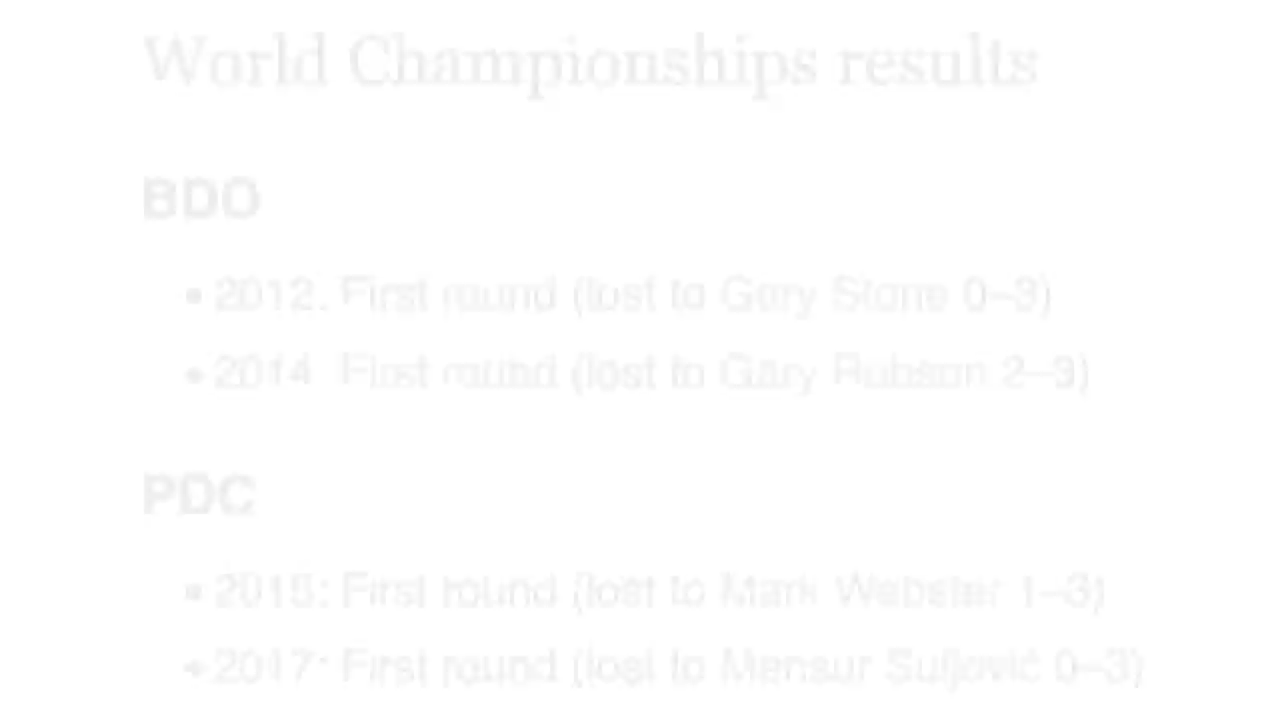 World Championships results
BDO
• 2012: First round (lost to Gary Stone 0–3)
• 2014: First round (lost to Gary Robson 2–3)
PDC
• 2015: First round (lost to Mark Webster 1–3)
• 2017: First round (lost to Mensur Suljović 0–3)